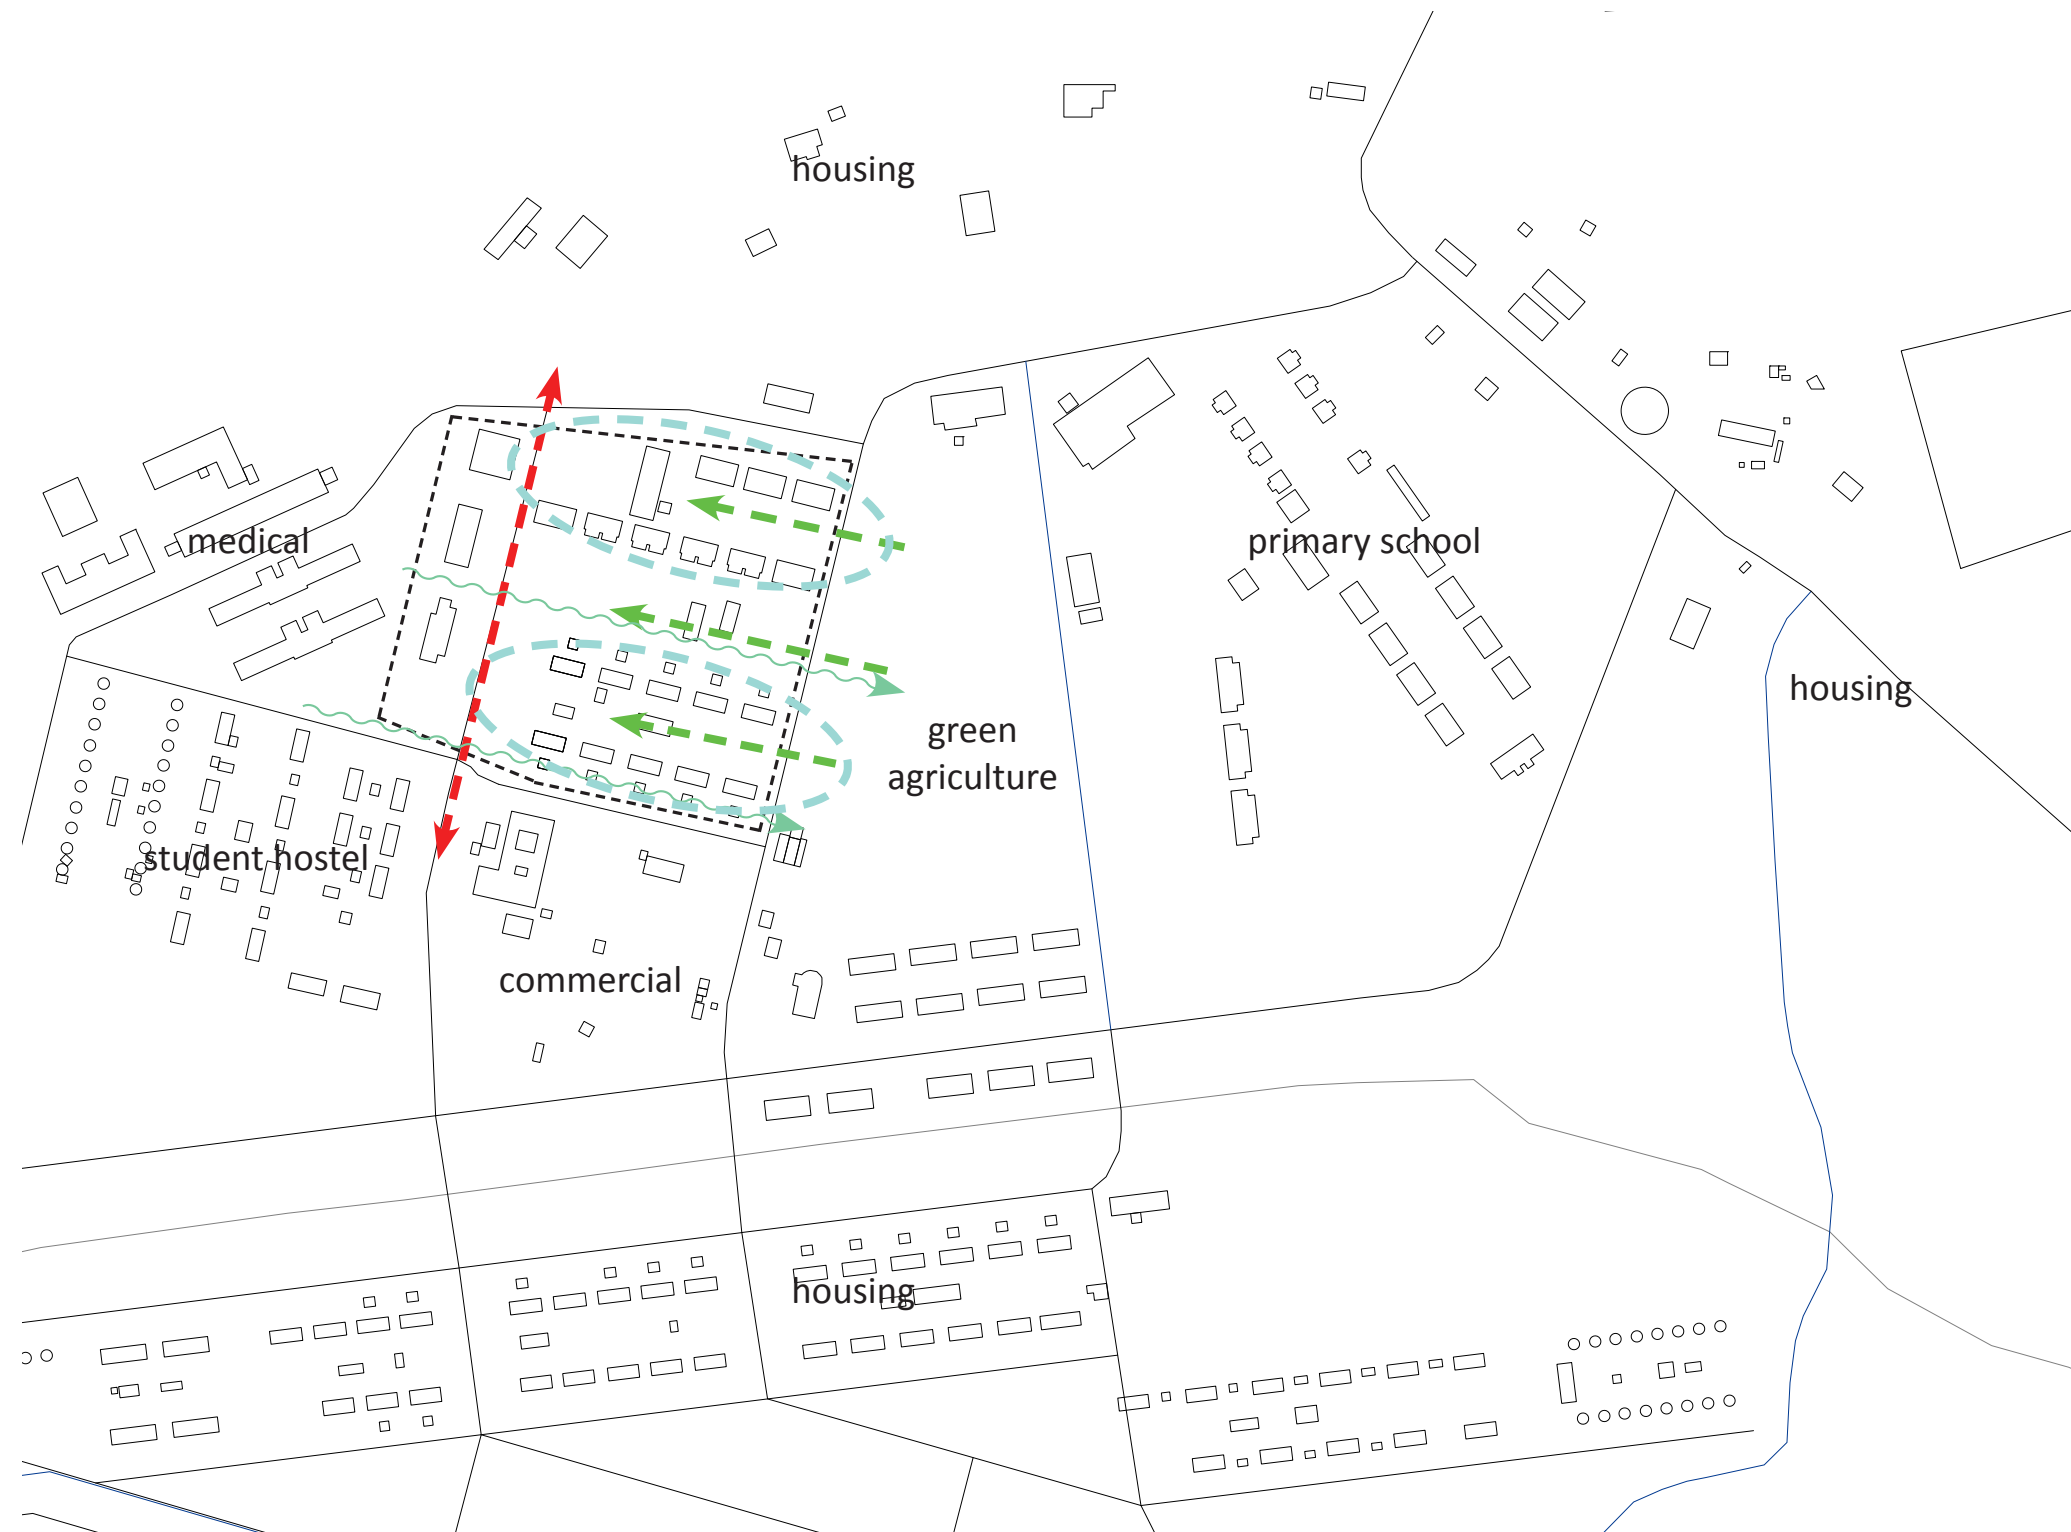 housing
medical
primary school
housing
green
agriculture
student hostel
commercial
housing